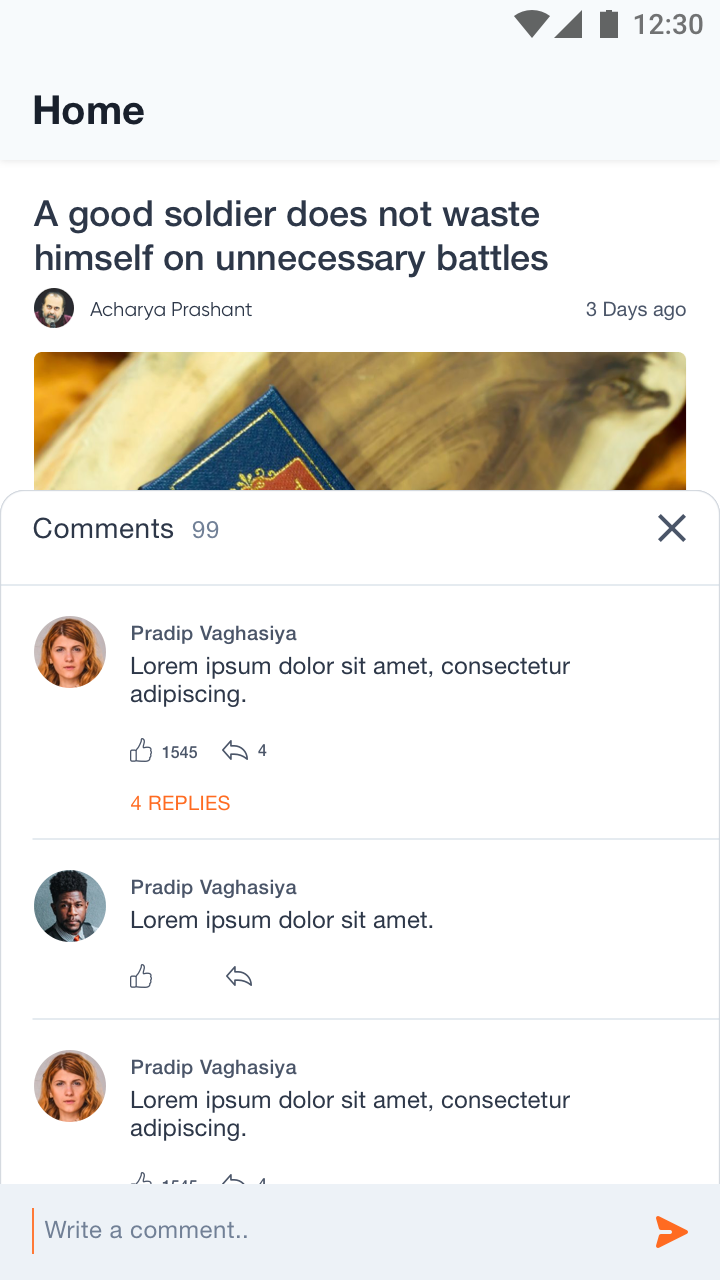 12:30
Home
A good soldier does not waste
himself on unnecessary battles
Acharya Prashant
3 Days ago
Comments 99
Pradip Vaghasiya
Lorem ipsum dolor sit amet, consectetur
adipiscing.
1545 4
4 REPLIES
Pradip Vaghasiya
Lorem ipsum dolor sit amet.
Pradip Vaghasiya
Lorem ipsum dolor sit amet, consectetur
adipiscing.
1545 4
Write a comment..